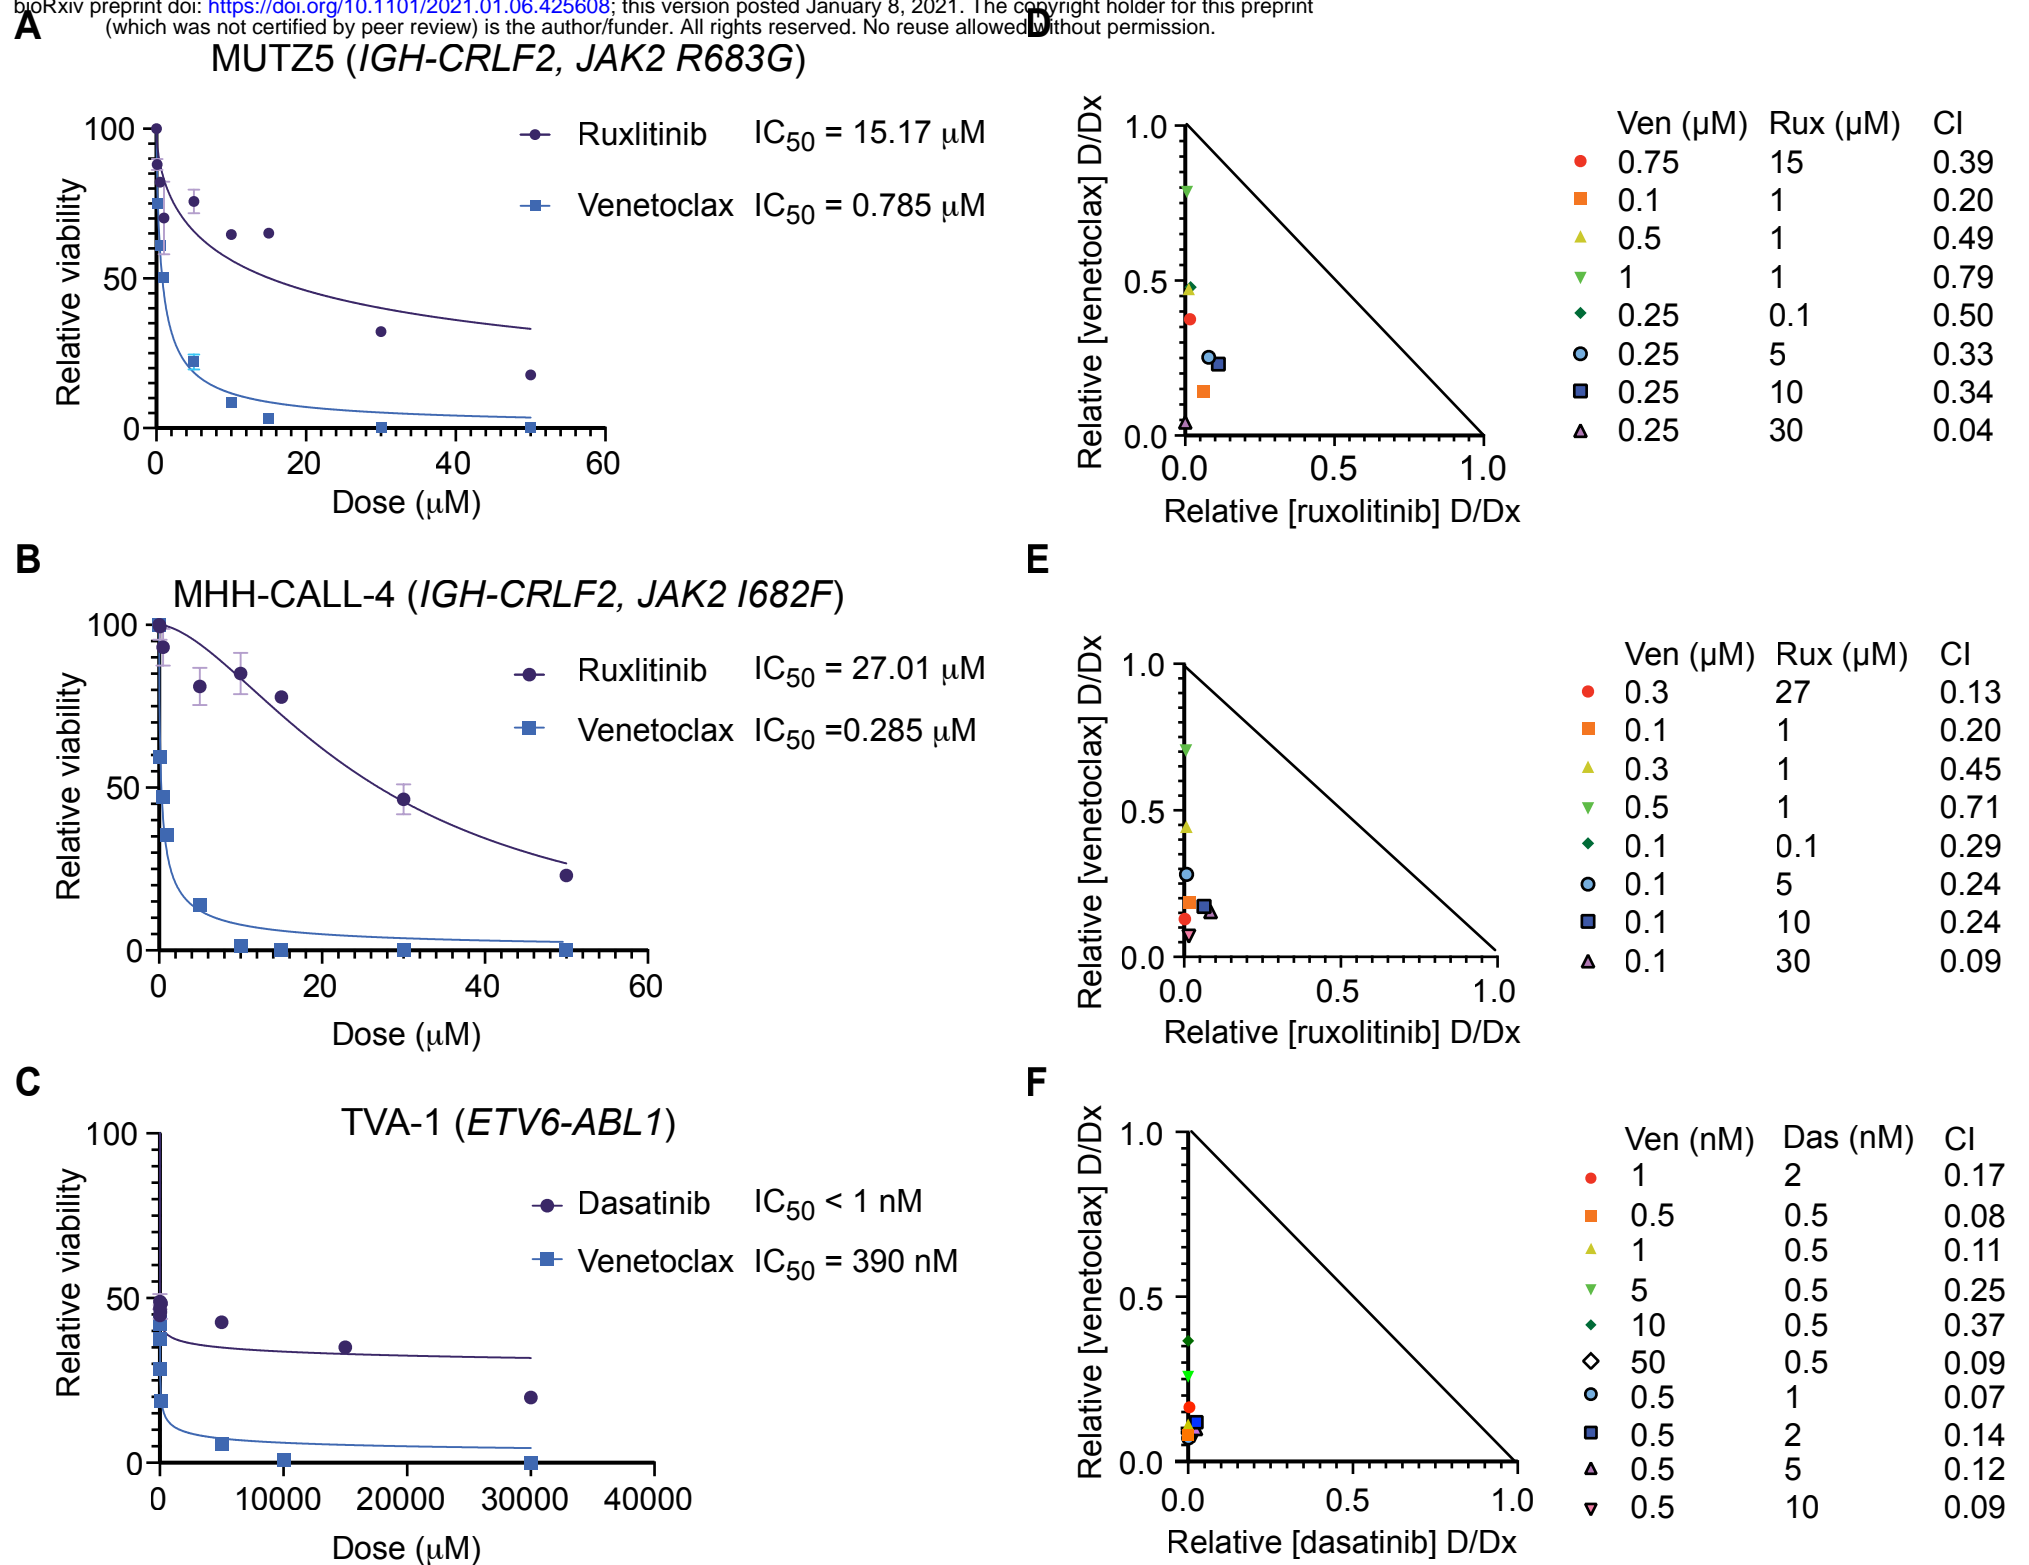 bioRxiv preprint doi: https://doi.org/10.1101/2021.01.06.425608; this version posted January 8, 2021. The copyright holder for this preprint
(which was not certified by peer review) is the author/funder. All rights reserved. No reuse allowed without permission.
A
MUTZ5 (IGH-CRLF2, JAK2 R683G)
Relative viability
100
50
0
0 20 40 60
Dose (μM)
Ruxlitinib IC50 = 15.17 μM
Venetoclax IC50 = 0.785 μM
D
Relative [venetoclax] D/Dx
1.0
0.5
0.0
0.0 0.5 1.0
Relative [ruxolitinib] D/Dx
Ven (μM) Rux (μM) CI
0.75 15 0.39
0.1 1 0.20
0.5 1 0.49
1 1 0.79
0.25 0.1 0.50
0.25 5 0.33
0.25 10 0.34
0.25 30 0.04
B
MHH-CALL-4 (IGH-CRLF2, JAK2 I682F)
Relative viability
100
50
0
0 20 40 60
Dose (μM)
Ruxlitinib IC50 = 27.01 μM
Venetoclax IC50 =0.285 μM
E
Relative [venetoclax] D/Dx
1.0
0.5
0.0
0.0 0.5 1.0
Relative [ruxolitinib] D/Dx
Ven (μM) Rux (μM) CI
0.3 27 0.13
0.1 1 0.20
0.3 1 0.45
0.5 1 0.71
0.1 0.1 0.29
0.1 5 0.24
0.1 10 0.24
0.1 30 0.09
C
TVA-1 (ETV6-ABL1)
Relative viability
100
50
0
0 10000 20000 30000 40000
Dose (μM)
Dasatinib IC50 < 1 nM
Venetoclax IC50 = 390 nM
F
Relative [venetoclax] D/Dx
1.0
0.5
0.0
0.0 0.5 1.0
Relative [dasatinib] D/Dx
Ven (nM) Das (nM) CI
1 2 0.17
0.5 0.5 0.08
1 0.5 0.11
5 0.5 0.25
10 0.5 0.37
50 0.5 0.09
0.5 1 0.07
0.5 2 0.14
0.5 5 0.12
0.5 10 0.09